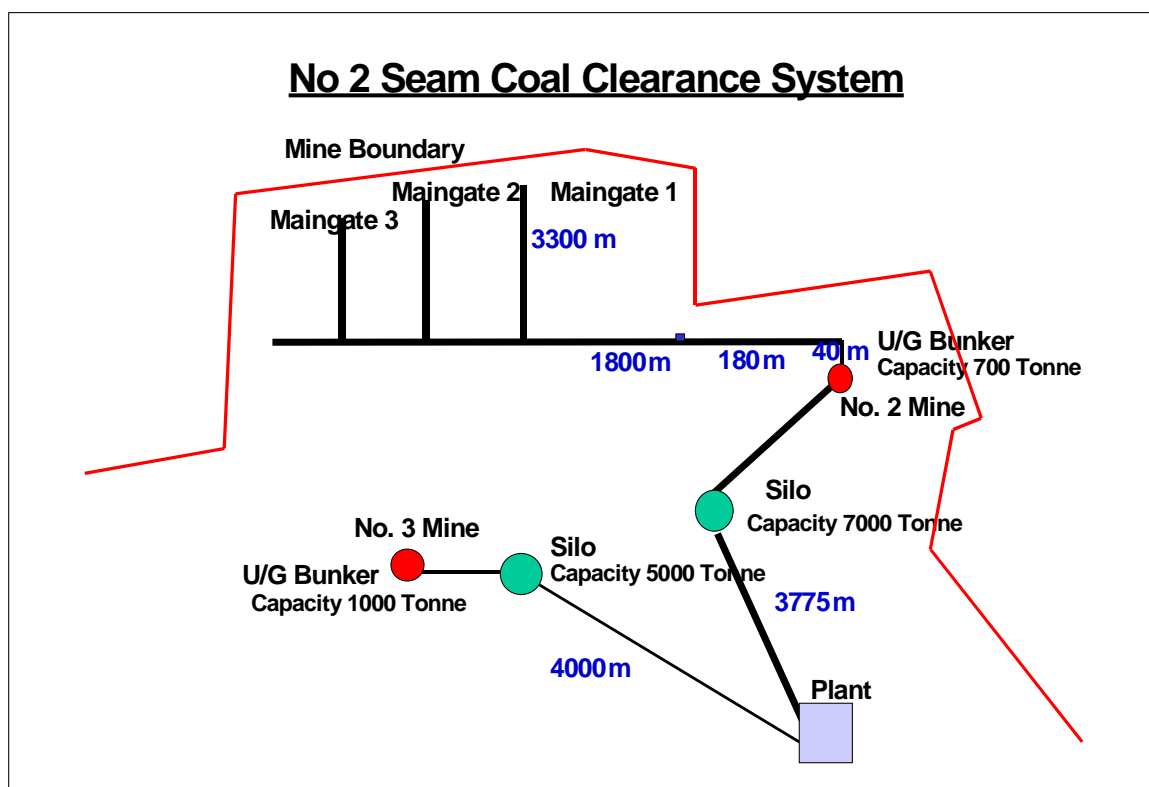 No 2 Seam Coal Clearance System
Mine Boundary
Maingate 2
Maingate 1
Maingate 3
3300 m
U/G Bunker
Capacity 700 Tonne
1800m
180m
40 m
No. 2 Mine
Silo
Capacity 7000 Tonne
No. 3 Mine
U/G Bunker
Capacity 1000 Tonne
Silo
Capacity 5000 Tonne
3775m
4000m
Plant